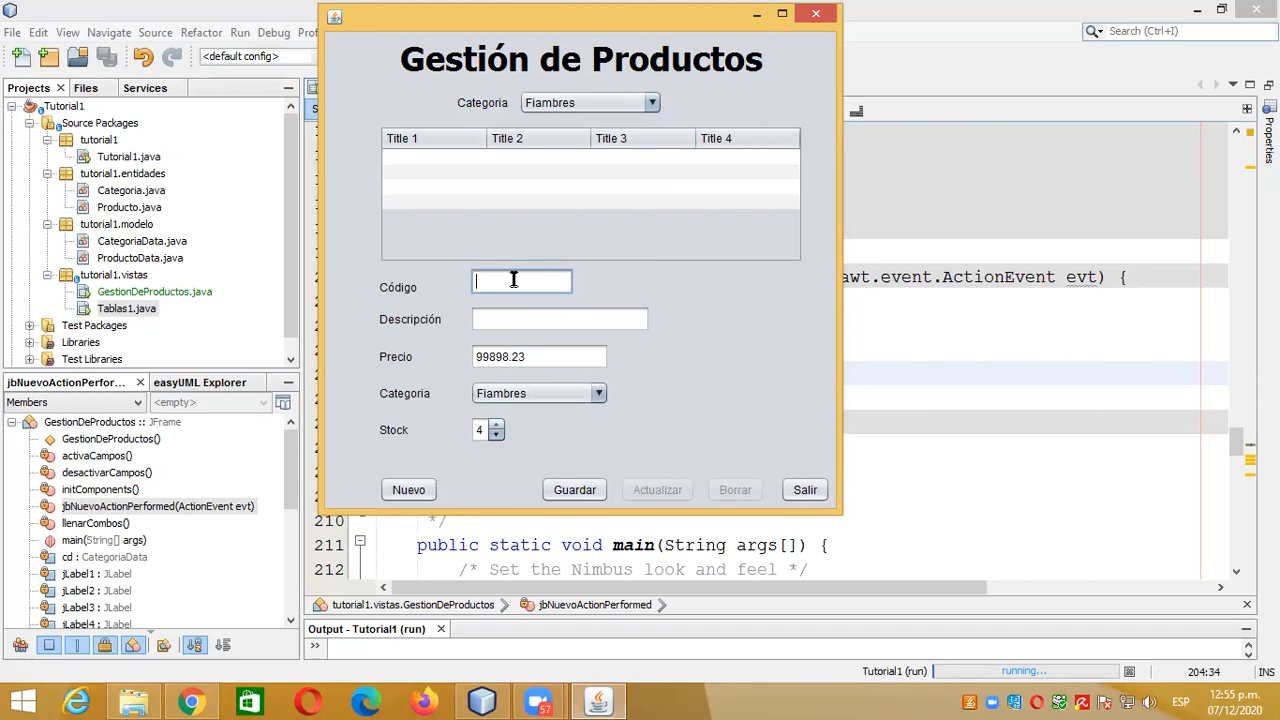 File Edit View Navigate Source Refactor Run Debug Prof
Search (Ctrl+I)
<default config>
Projects Files Services
Tutorial1
Source Packages
tutorial1
Tutorial1.java
tutorial1.entidades
Categoria.java
Producto.java
tutorial1.modelo
CategoriaData.java
ProductoData.java
tutorial1.vistas
GestionDeProductos.java
Tablas1.java
Test Packages
Libraries
Test Libraries
jbNuevoActionPerfor... easyUML Explorer
Members <empty>
GestionDeProductos :: JFrame
GestionDeProductos()
activaCampos()
desactivarCampos()
initComponents()
jbNuevoActionPerformed(ActionEvent evt)
llenarCombos()
main(String[] args)
cd : CategoriaData
jLabel1 : JLabel
jLabel2 : JLabel
jLabel3 : JLabel
jLabel4 : JLabel
Gestión de Productos
Categoria Fiambres
Title 1 Title 2 Title 3 Title 4
Código
Descripción
Precio 99898.23
Categoria Fiambres
Stock 4
Nuevo Guardar Actualizar Borrar Salir
Properties
awt.event.ActionEvent evt) {
210 */
211 public static void main(String args[]) {
212 /* Set the Nimbus look and feel */
tutorial1.vistas.GestionDeProductos jbNuevoActionPerformed
Output - Tutorial1 (run)
Tutorial1 (run) running... 204:34 INS
57
ESP
12:55 p.m.
07/12/2020